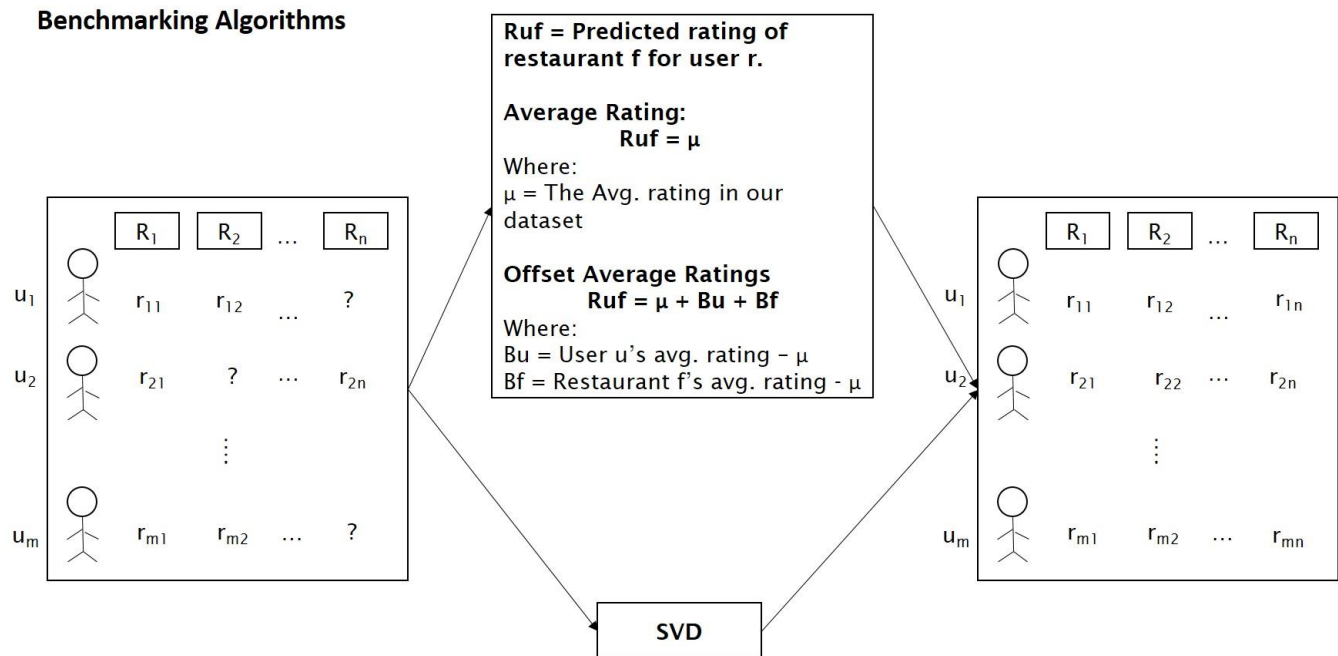 Benchmarking Algorithms
Ruf = Predicted rating of
restaurant f for user r.
Average Rating:
Ruf = μ
Where:
μ = The Avg. rating in our
dataset
Offset Average Ratings
Ruf = μ + Bu + Bf
Where:
Bu = User u's avg. rating – μ
Bf = Restaurant f's avg. rating - μ
R1 R2 ... Rn
u1 r11 r12 ... ?
u2 r21 ? ... r2n
⋮
um rm1 rm2 ... ?
SVD
R1 R2 ... Rn
u1 r11 r12 ... r1n
u2 r21 r22 ... r2n
⋮
um rm1 rm2 ... rmn